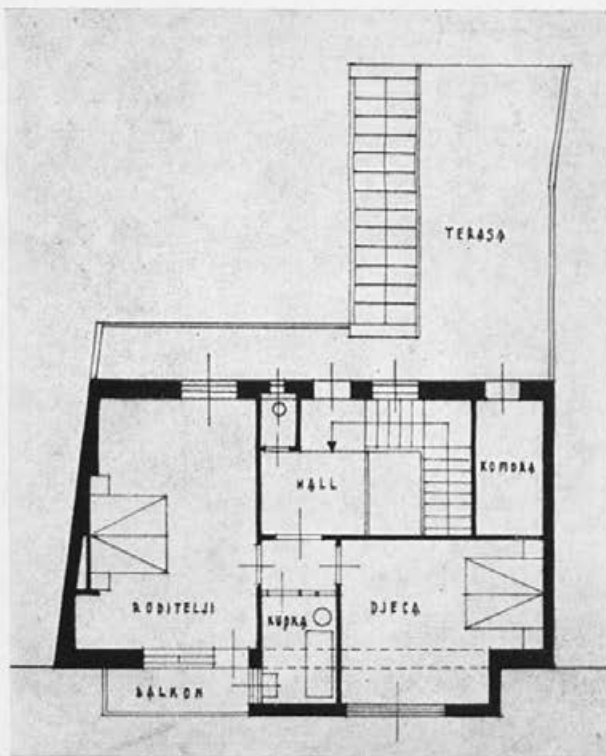 TERASA
HALL
KOMORA
RODITELJI
KUPKA
DJECA
BALKON